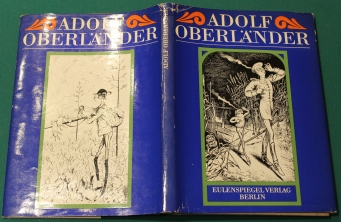 ADOLF
OBERLÄNDER
ADOLF OBERLÄNDER
ADOLF
OBERLÄNDER
EULENSPIEGEL VERLAG
BERLIN